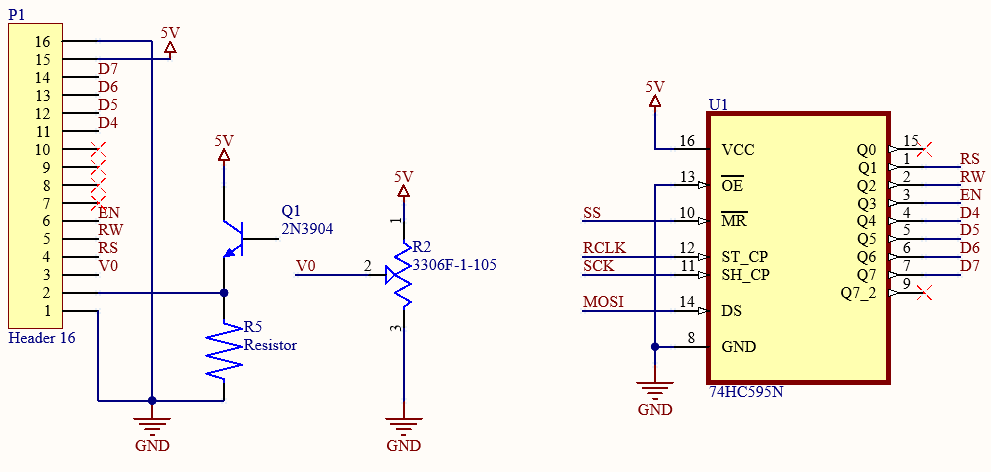 P1
16
15
14
13
12
11
10
9
8
7
6
5
4
3
2
1
Header 16
5V
D7
D6
D5
D4
EN
RW
RS
V0
GND
5V
Q1
2N3904
R5
Resistor
5V
1
V0
2
R2
3306F-1-105
3
GND
5V
U1
16 VCC
13 OE
SS 10 MR
RCLK 12 ST_CP
SCK 11 SH_CP
MOSI 14 DS
8 GND
GND
Q0 15
Q1 1 RS
Q2 2 RW
Q3 3 EN
Q4 4 D4
Q5 5 D5
Q6 6 D6
Q7 7 D7
Q7_2 9
74HC595N